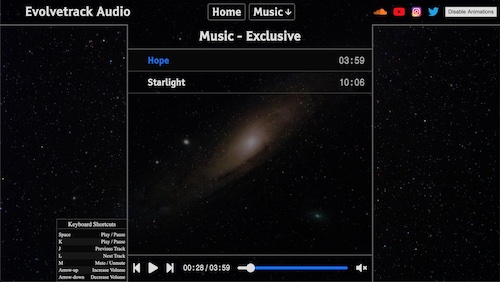 Evolvetrack Audio
Home
Music ↓
Disable Animations
Music - Exclusive
Hope 03:59
Starlight 10:06
Keyboard Shortcuts
Space Play / Pause
K Play / Pause
J Previous Track
L Next Track
M Mute / Unmute
Arrow-up Increase Volume
Arrow-down Decrease Volume
00:28 / 03:59